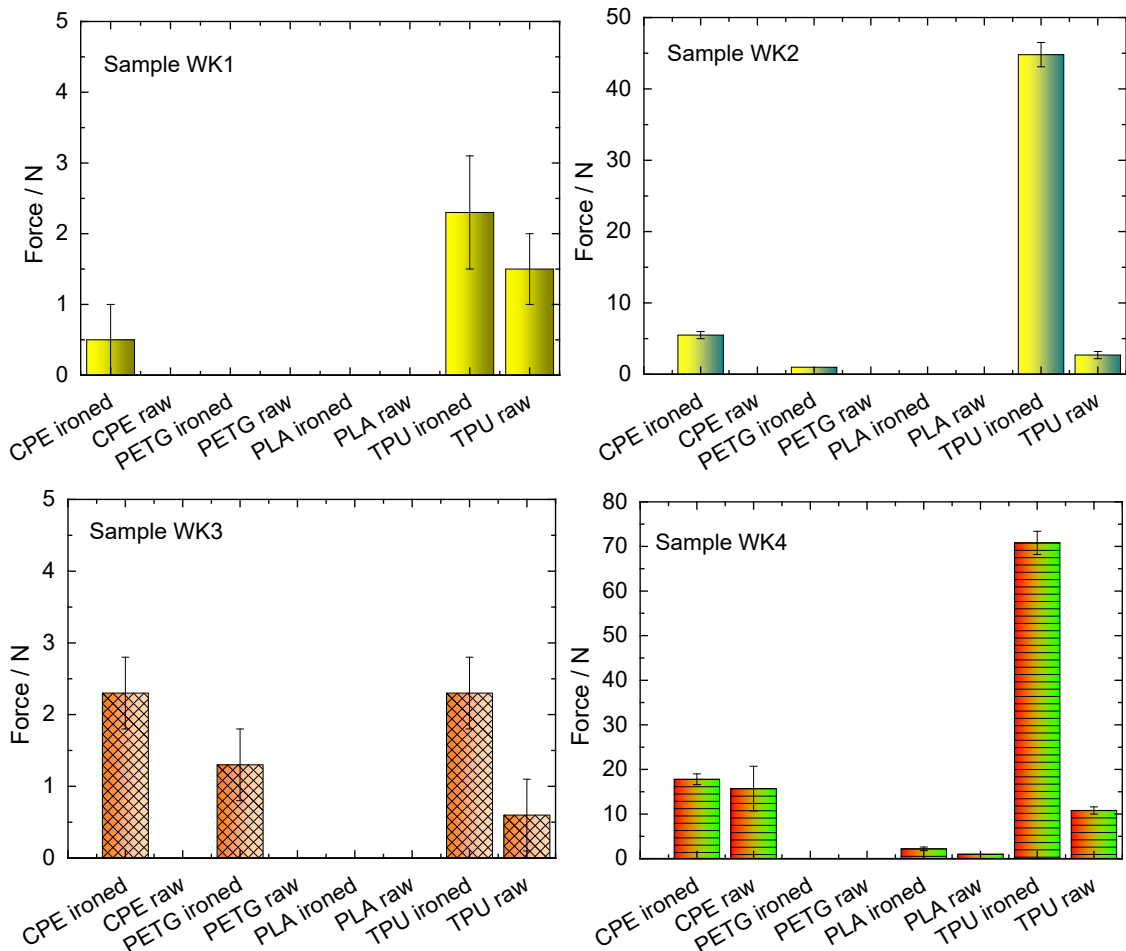 Sample WK1
Force / N
5
4
3
2
1
0
CPE ironed
CPE raw
PETG ironed
PETG raw
PLA ironed
PLA raw
TPU ironed
TPU raw
Sample WK2
Force / N
50
40
30
20
10
0
CPE ironed
CPE raw
PETG ironed
PETG raw
PLA ironed
PLA raw
TPU ironed
TPU raw
Sample WK3
Force / N
5
4
3
2
1
0
CPE ironed
CPE raw
PETG ironed
PETG raw
PLA ironed
PLA raw
TPU ironed
TPU raw
Sample WK4
Force / N
80
70
60
50
40
30
20
10
0
CPE ironed
CPE raw
PETG ironed
PETG raw
PLA ironed
PLA raw
TPU ironed
TPU raw